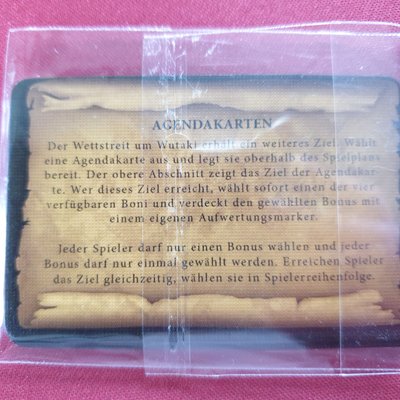 AGENDAKARTEN
Der Wettstreit um Wutaki erhält ein weiteres Ziel. Wählt
eine Agendakarte aus und legt sie oberhalb des Spielplans
bereit. Der obere Abschnitt zeigt das Ziel der Agendakar-
te. Wer dieses Ziel erreicht, wählt sofort einen der vier
verfügbaren Boni und verdeckt den gewählten Bonus mit
einem eigenen Aufwertungsmarker.
Jeder Spieler darf nur einen Bonus wählen und jeder
Bonus darf nur einmal gewählt werden. Erreichen Spieler
das Ziel gleichzeitig, wählen sie in Spielerreihenfolge.